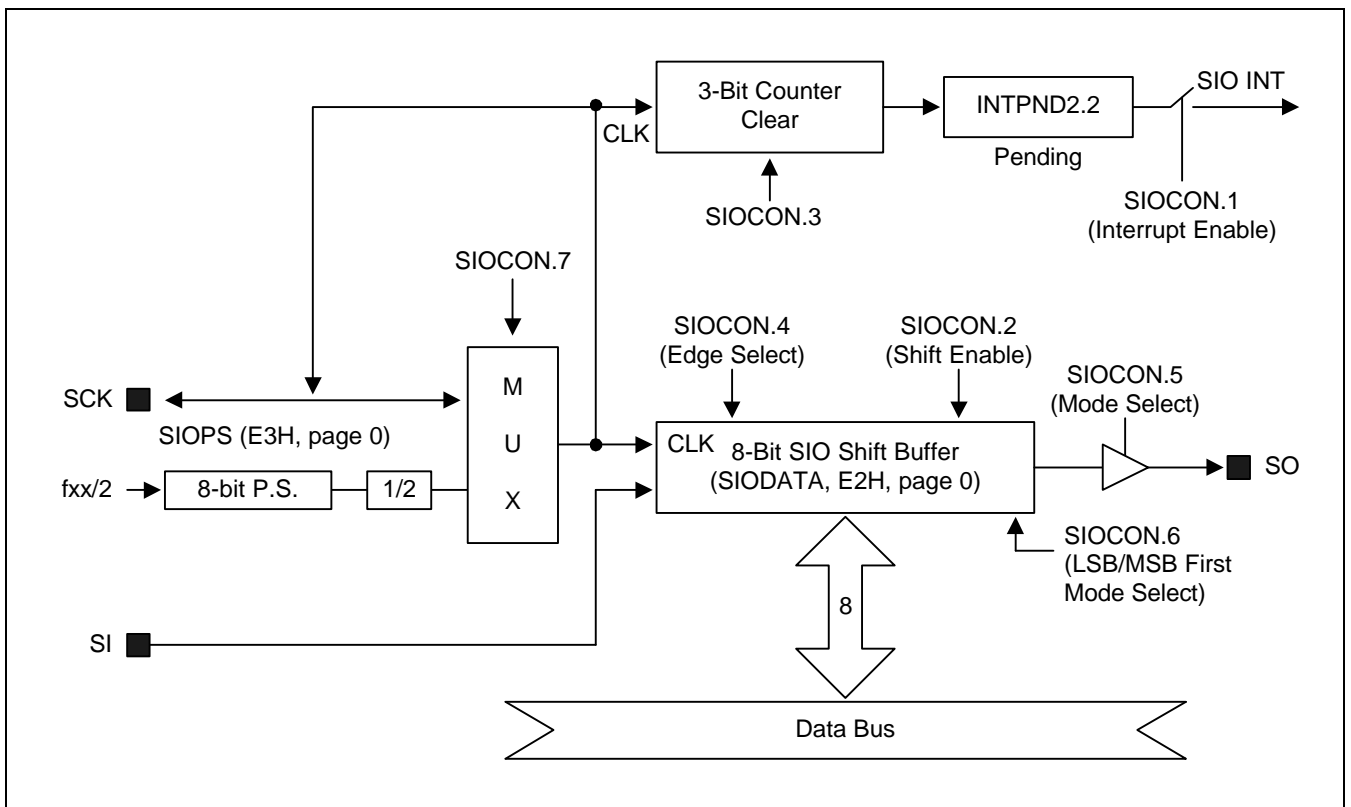 3-Bit Counter
Clear
CLK
INTPND2.2
Pending
SIO INT
SIOCON.3
SIOCON.1
(Interrupt Enable)
SIOCON.7
SIOCON.4
(Edge Select)
SIOCON.2
(Shift Enable)
SIOCON.5
(Mode Select)
SCK
SIOPS (E3H, page 0)
M
U
X
CLK
8-Bit SIO Shift Buffer
(SIODATA, E2H, page 0)
SO
fxx/2
8-bit P.S.
1/2
SIOCON.6
(LSB/MSB First
Mode Select)
8
SI
Data Bus